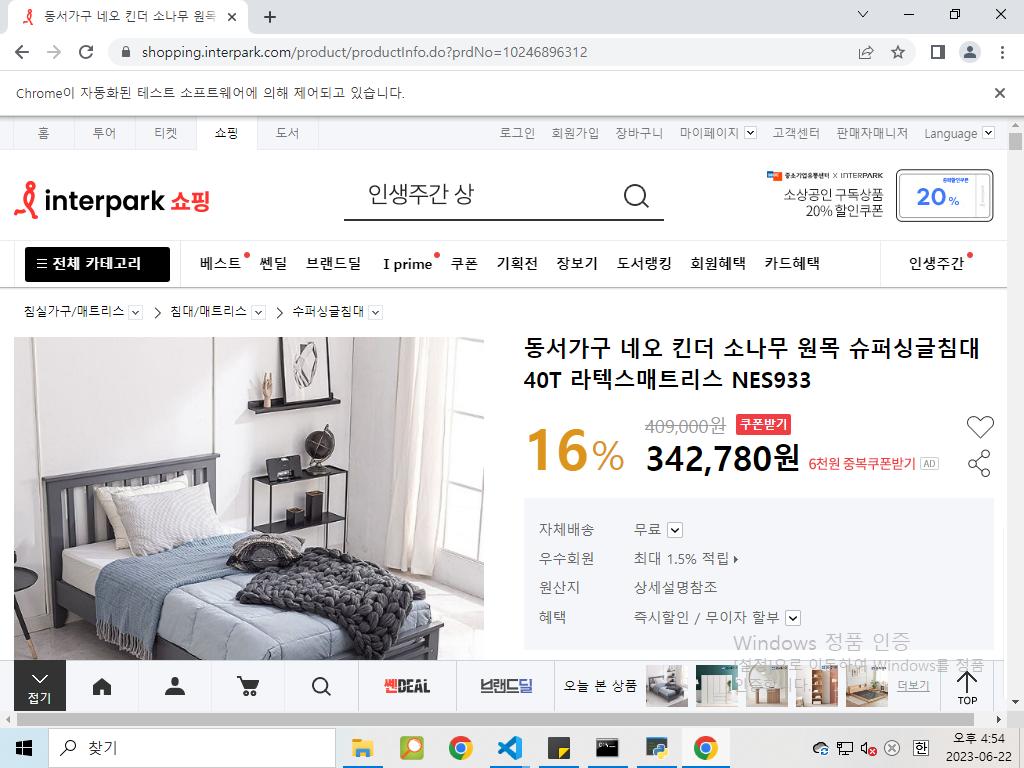 동서가구 네오 킨더 소나무 원목
shopping.interpark.com/product/productInfo.do?prdNo=10246896312
Chrome이 자동화된 테스트 소프트웨어에 의해 제어되고 있습니다.
홈 투어 티켓 쇼핑 도서 로그인 회원가입 장바구니 마이페이지 고객센터 판매자매니저 Language
interpark 쇼핑
인생주간 상
중소기업유통센터 X INTERPARK
소상공인 구독상품
20% 할인쿠폰
20%
전체 카테고리 베스트 쎈딜 브랜드딜 I prime 쿠폰 기획전 장보기 도서랭킹 회원혜택 카드혜택 인생주간
침실가구/매트리스 침대/매트리스 수퍼싱글침대
동서가구 네오 킨더 소나무 원목 슈퍼싱글침대
40T 라텍스매트리스 NES933
16%
409,000원 쿠폰받기
342,780원 6천원 중복쿠폰받기 AD
자체배송 무료
우수회원 최대 1.5% 적립
원산지 상세설명참조
혜택 즉시할인 / 무이자 할부
Windows 정품 인증
[설정]으로 이동하여 Windows를 정품
인증합니다.
접기 쎈DEAL 브랜드딜 오늘 본 상품 더보기 TOP
찾기
한
오후 4:54
2023-06-22